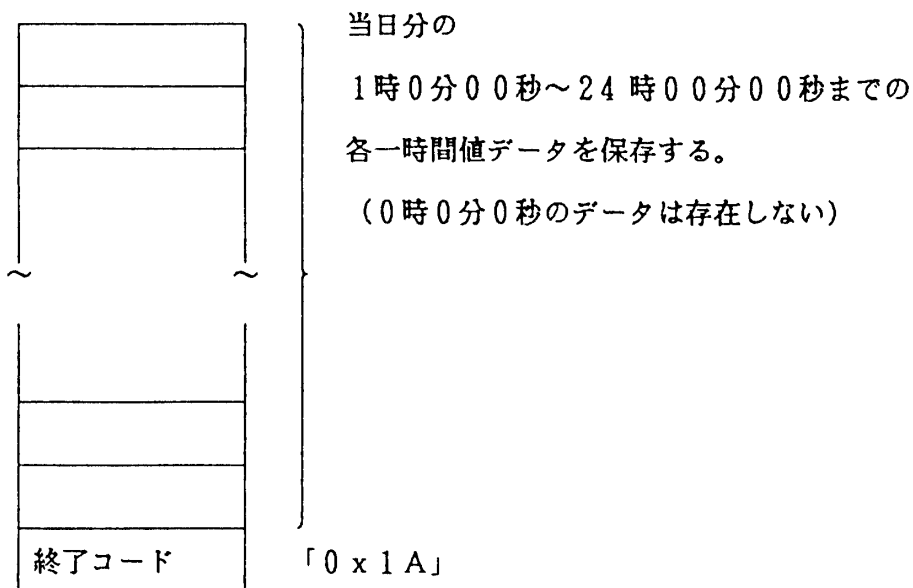 当日分の
1時0分00秒～24時00分00秒までの
各一時間値データを保存する。
（0時0分0秒のデータは存在しない）
～ ～
終了コード 「0x1A」